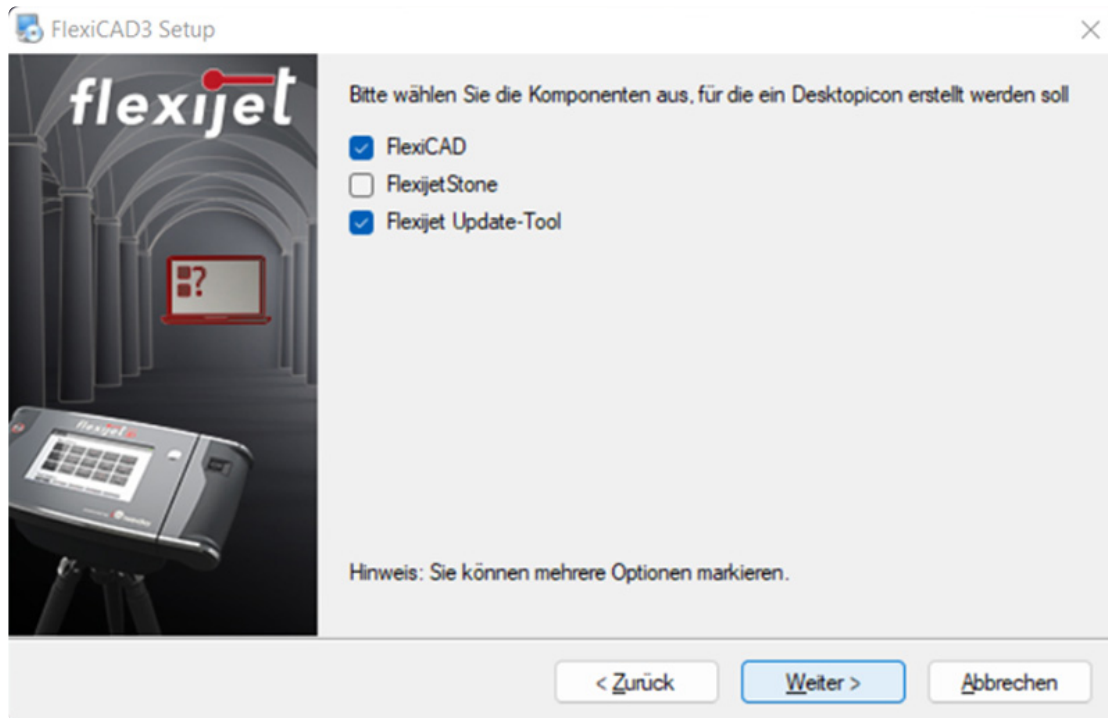 FlexiCAD3 Setup
flexijet
Bitte wählen Sie die Komponenten aus, für die ein Desktopicon erstellt werden soll
FlexiCAD
FlexijetStone
Flexijet Update-Tool
?
flexijet
Hinweis: Sie können mehrere Optionen markieren.
< Zurück
Weiter >
Abbrechen